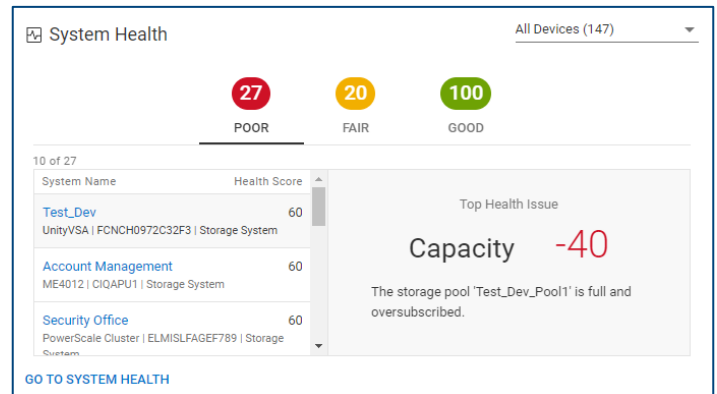 System Health
All Devices (147)
27
20
100
POOR
FAIR
GOOD
10 of 27
System Name
Health Score
Test_Dev
60
UnityVSA | FCNCH0972C32F3 | Storage System
Account Management
60
ME4012 | CIQAPU1 | Storage System
Security Office
60
PowerScale Cluster | ELMISLFAGEF789 | Storage
System
Top Health Issue
Capacity
-40
The storage pool 'Test_Dev_Pool1' is full and
oversubscribed.
GO TO SYSTEM HEALTH